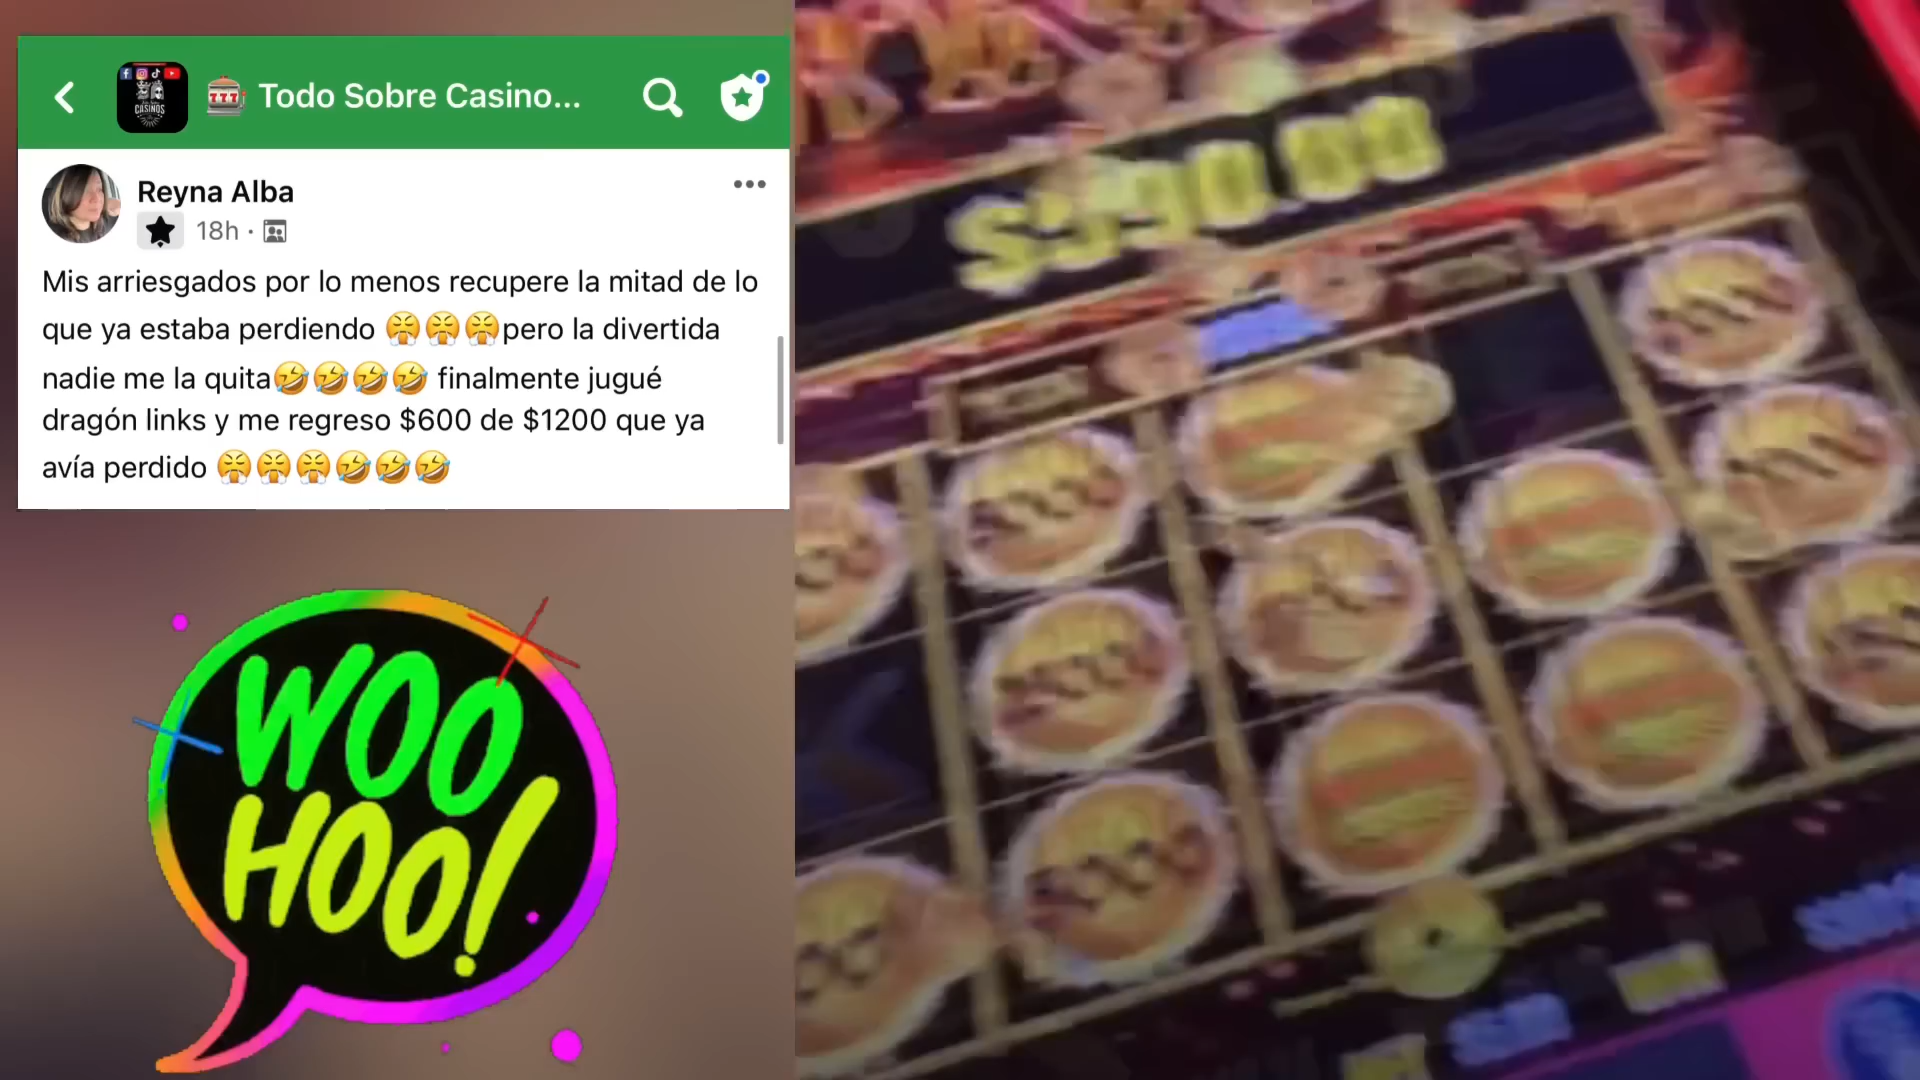 Todo Sobre Casino...
CASINOS
777
Reyna Alba
18h ·
Mis arriesgados por lo menos recupere la mitad de lo
que ya estaba perdiendo 😤😤😤pero la divertida
nadie me la quita🤣🤣🤣🤣 finalmente jugué
dragón links y me regreso $600 de $1200 que ya
avía perdido 😤😤😤🤣🤣🤣
WOO
HOO!